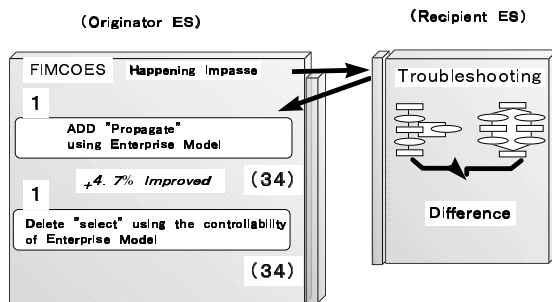 (Originator ES)
(Recipient ES)
FIMCOES Happening Impasse
Troubleshooting
1
ADD "Propagate"
using Enterprise Model
+4. 7% Improved
(34)
1
Delete "select" using the controllability
of Enterprise Model
(34)
Difference